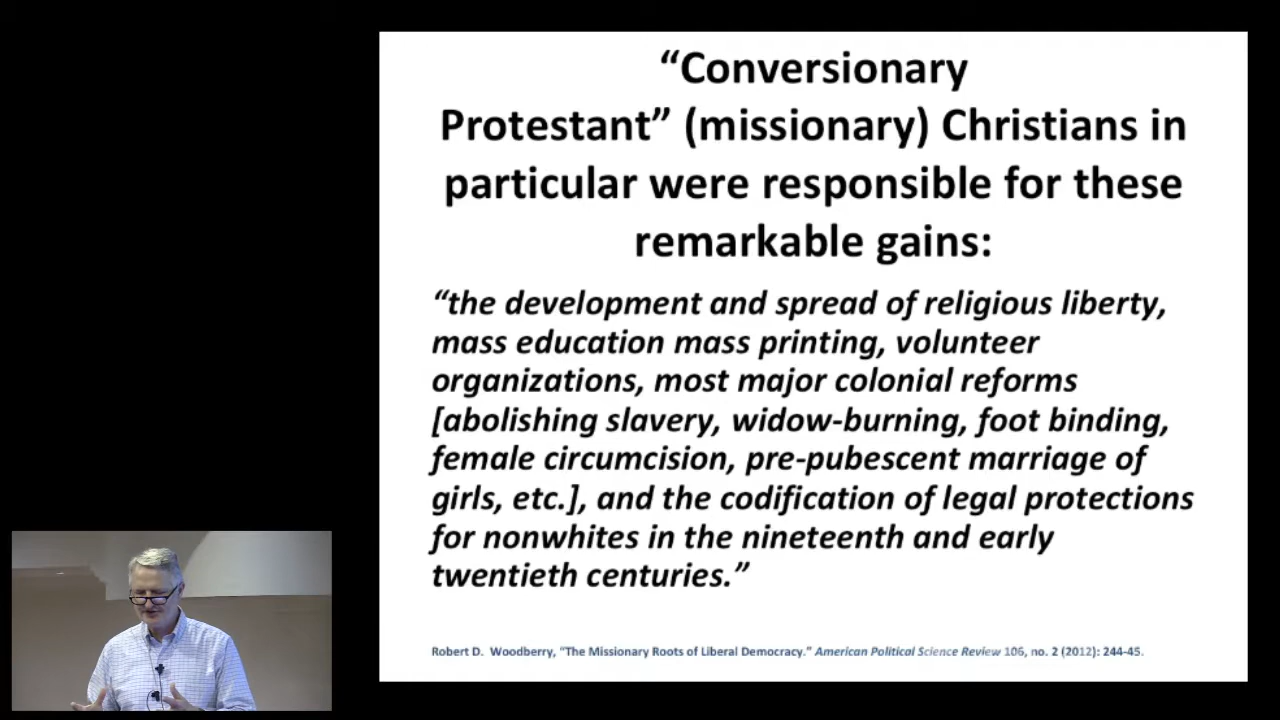 “Conversionary
Protestant” (missionary) Christians in
particular were responsible for these
remarkable gains:
“the development and spread of religious liberty,
mass education mass printing, volunteer
organizations, most major colonial reforms
[abolishing slavery, widow-burning, foot binding,
female circumcision, pre-pubescent marriage of
girls, etc.], and the codification of legal protections
for nonwhites in the nineteenth and early
twentieth centuries.”
Robert D. Woodberry, “The Missionary Roots of Liberal Democracy.” American Political Science Review 106, no. 2 (2012): 244-45.